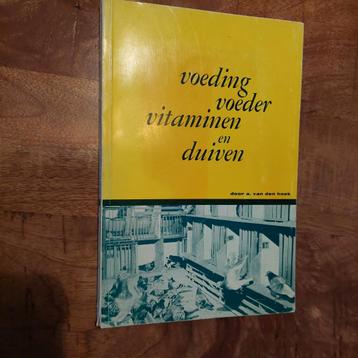 voeding
voeder
vitaminen
en
duiven
door a. van den hoek